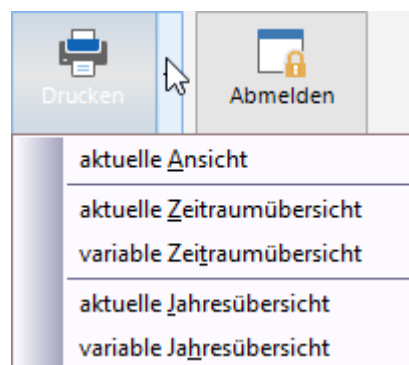 Drucken Abmelden
aktuelle Ansicht
aktuelle Zeitraumübersicht
variable Zeitraumübersicht
aktuelle Jahresübersicht
variable Jahresübersicht